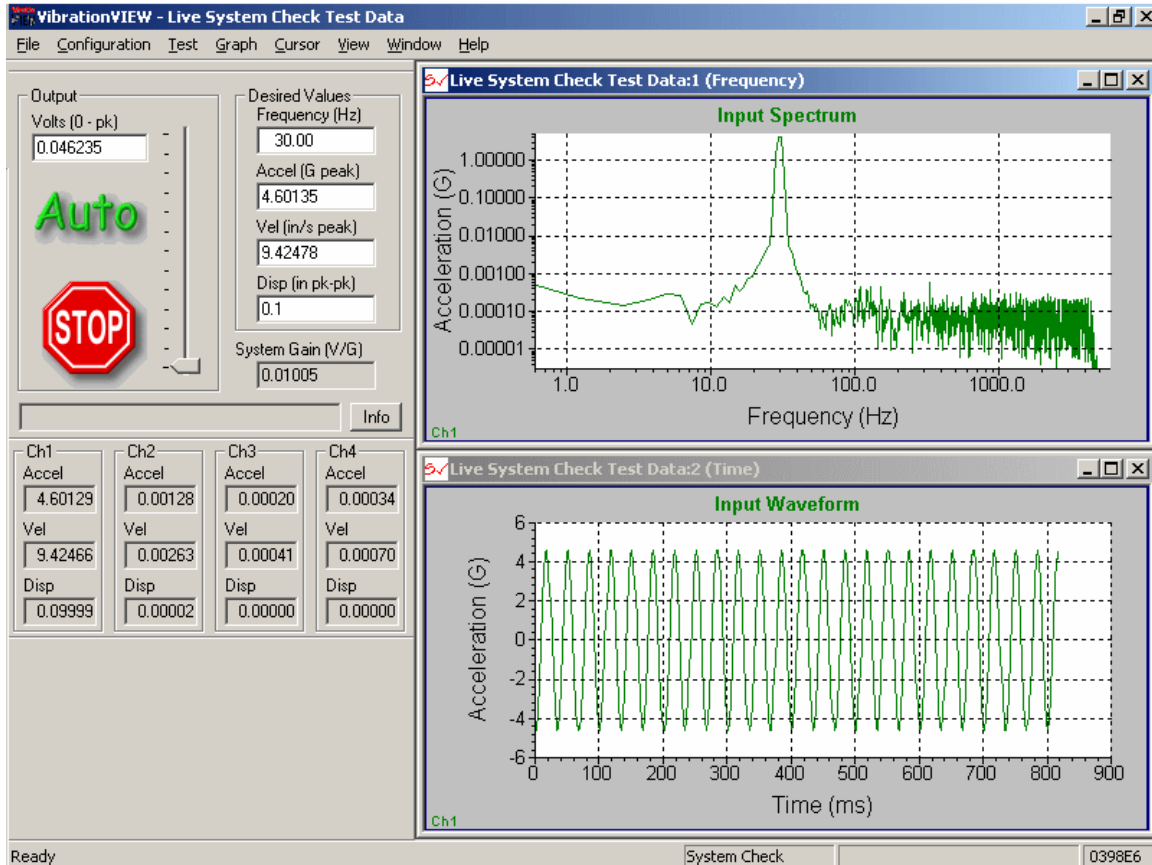 VibrationVIEW - Live System Check Test Data
File Configuration Test Graph Cursor View Window Help
Output
Volts (0 - pk)
0.046235
Auto
STOP
Desired Values
Frequency (Hz)
30.00
Accel (G peak)
4.60135
Vel (in/s peak)
9.42478
Disp (in pk-pk)
0.1
System Gain (V/G)
0.01005
Info
Ch1
Accel
4.60129
Vel
9.42466
Disp
0.09999
Ch2
Accel
0.00128
Vel
0.00263
Disp
0.00002
Ch3
Accel
0.00020
Vel
0.00041
Disp
0.00000
Ch4
Accel
0.00034
Vel
0.00070
Disp
0.00000
Live System Check Test Data:1 (Frequency)
Input Spectrum
Acceleration (G)
1.00000
0.10000
0.01000
0.00100
0.00010
0.00001
1.0 10.0 100.0 1000.0
Frequency (Hz)
Ch1
Live System Check Test Data:2 (Time)
Input Waveform
Acceleration (G)
6
4
2
0
-2
-4
-6
0 100 200 300 400 500 600 700 800 900
Time (ms)
Ch1
Ready
System Check
0398E6